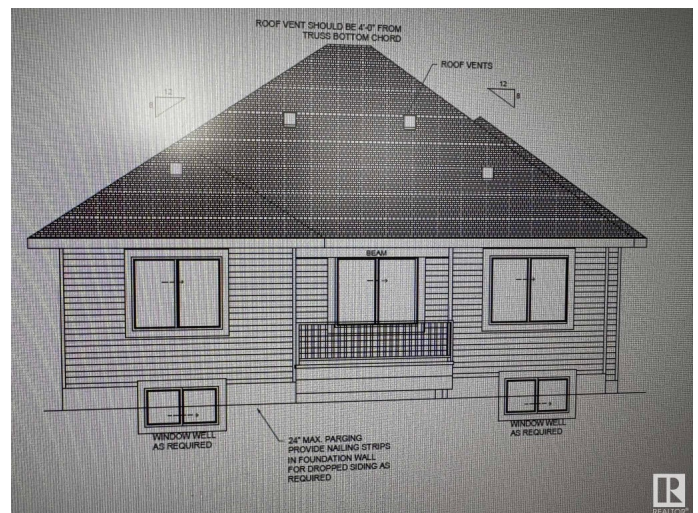 ROOF VENT SHOULD BE 4'-0" FROM
TRUSS BOTTOM CHORD
ROOF VENTS
12
8
12
8
BEAM
WINDOW WELL
AS REQUIRED
24" MAX. PARGING
PROVIDE NAILING STRIPS
IN FOUNDATION WALL
FOR DROPPED SIDING AS
REQUIRED
WINDOW WELL
AS REQUIRED
R
REALTOR®